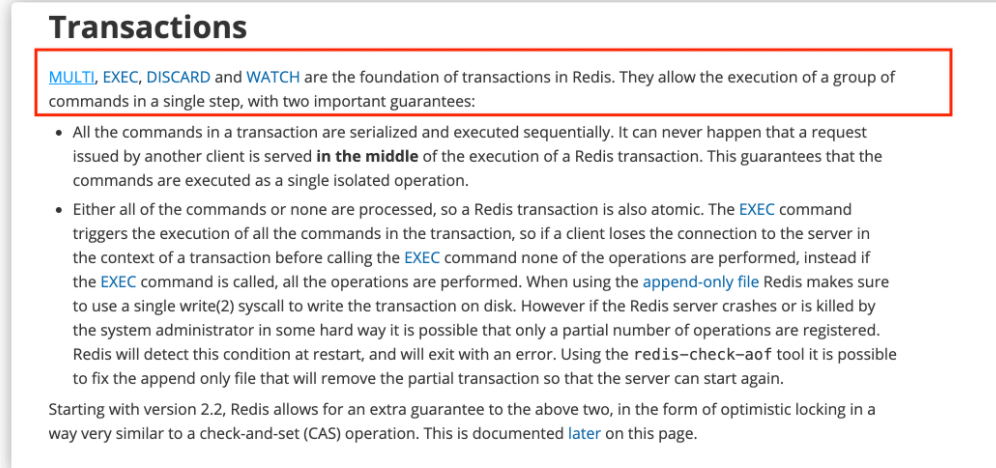 Transactions
MULTI, EXEC, DISCARD and WATCH are the foundation of transactions in Redis. They allow the execution of a group of
commands in a single step, with two important guarantees:
• All the commands in a transaction are serialized and executed sequentially. It can never happen that a request
issued by another client is served in the middle of the execution of a Redis transaction. This guarantees that the
commands are executed as a single isolated operation.
• Either all of the commands or none are processed, so a Redis transaction is also atomic. The EXEC command
triggers the execution of all the commands in the transaction, so if a client loses the connection to the server in
the context of a transaction before calling the EXEC command none of the operations are performed, instead if
the EXEC command is called, all the operations are performed. When using the append-only file Redis makes sure
to use a single write(2) syscall to write the transaction on disk. However if the Redis server crashes or is killed by
the system administrator in some hard way it is possible that only a partial number of operations are registered.
Redis will detect this condition at restart, and will exit with an error. Using the redis-check-aof tool it is possible
to fix the append only file that will remove the partial transaction so that the server can start again.
Starting with version 2.2, Redis allows for an extra guarantee to the above two, in the form of optimistic locking in a
way very similar to a check-and-set (CAS) operation. This is documented later on this page.